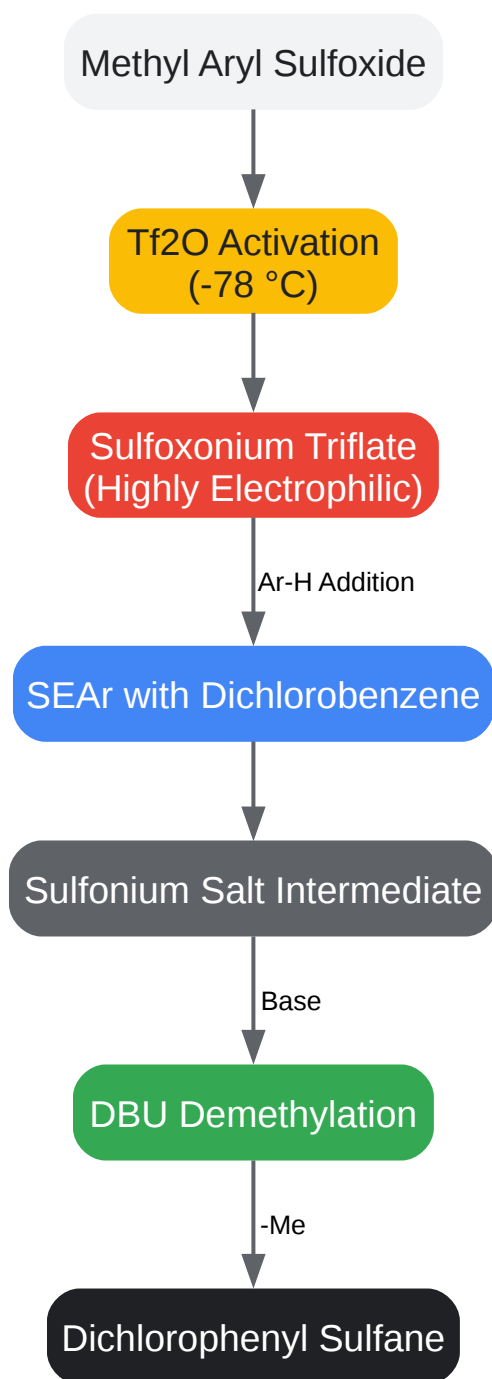 Methyl Aryl Sulfoxide
Tf2O Activation
(-78 °C)
Sulfoxonium Triflate
(Highly Electrophilic)
Ar-H Addition
SEAr with Dichlorobenzene
Sulfonium Salt Intermediate
Base
DBU Demethylation
-Me
Dichlorophenyl Sulfane